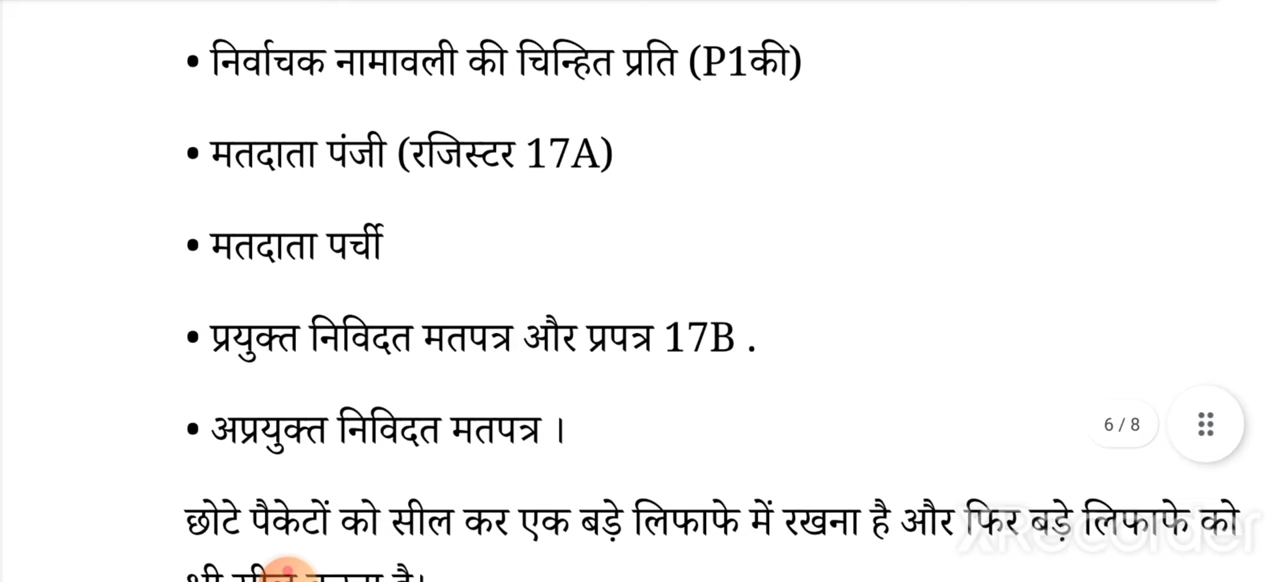 • निर्वाचक नामावली की चिन्हित प्रति (P1की)
• मतदाता पंजी (रजिस्टर 17A)
• मतदाता पर्ची
• प्रयुक्त निविदत मतपत्र और प्रपत्र 17B .
• अप्रयुक्त निविदत मतपत्र ।
6 / 8
छोटे पैकेटों को सील कर एक बड़े लिफाफे में रखना है और फिर बड़े लिफाफे को
XRecorder